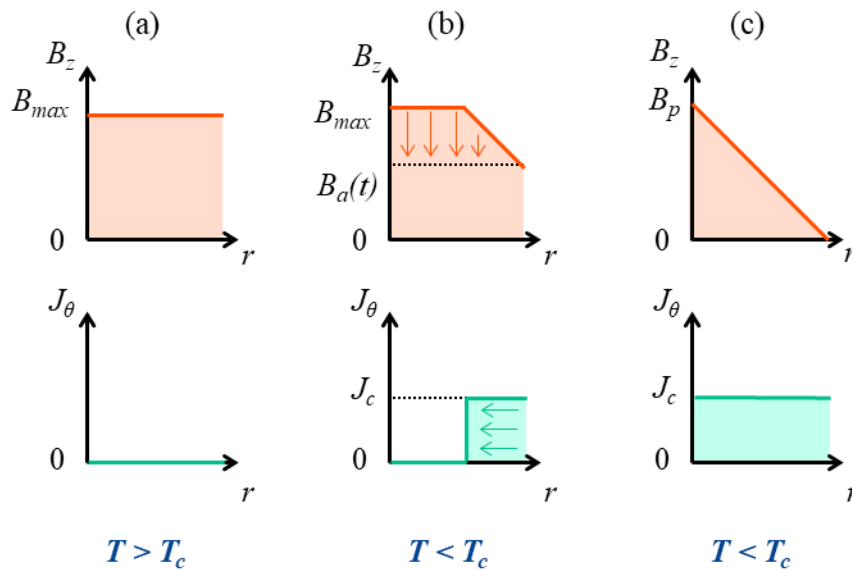 (a) (b) (c)
B_z B_z B_z
B_max B_max B_p
B_a(t)
0 0 0
r r r
J_θ J_θ J_θ
J_c J_c
0 0 0
r r r
T > T_c T < T_c T < T_c